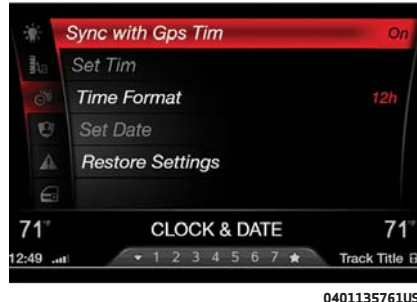 Sync with Gps Tim On
Aa
Set Tim
Time Format 12h
Set Date
Restore Settings
71°F CLOCK & DATE 71°
12:49 1 2 3 4 5 6 7 Track Title
0401135761US